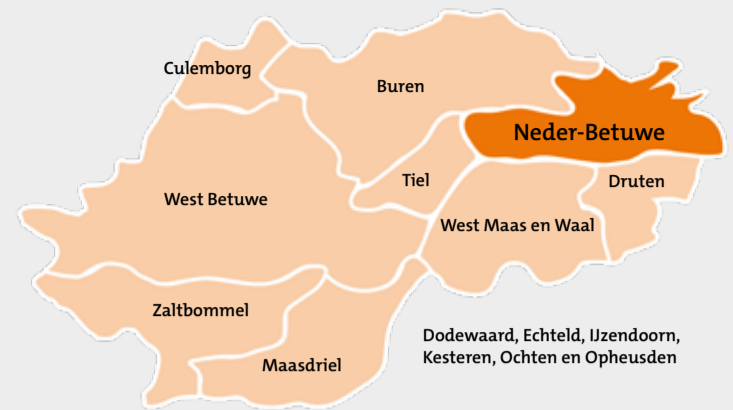 Culemborg
Buren
Neder-Betuwe
Tiel
Druten
West Betuwe
West Maas en Waal
Zaltbommel
Maasdriel
Dodewaard, Echteld, IJzendoorn,
Kesteren, Ochten en Opheusden